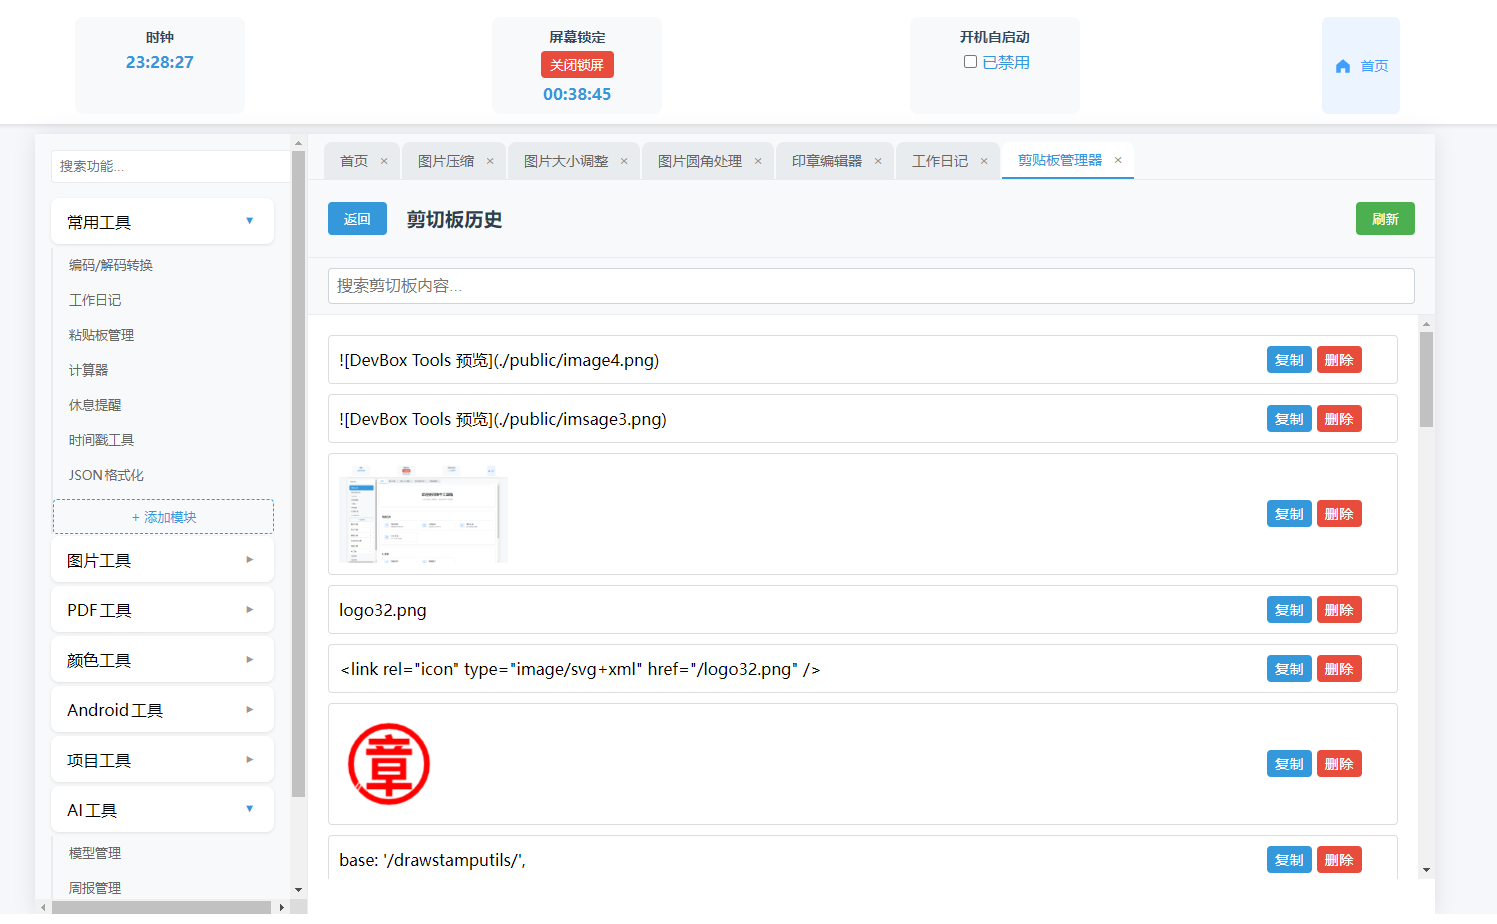 时钟
23:28:27
屏幕锁定
关闭锁屏
00:38:45
开机自启动
已禁用
首页
搜索功能...
常用工具
编码/解码转换
工作日记
粘贴板管理
计算器
休息提醒
时间戳工具
JSON格式化
+ 添加模块
图片工具
PDF工具
颜色工具
Android工具
项目工具
AI工具
模型管理
周报管理
首页 × 图片压缩 × 图片大小调整 × 图片圆角处理 × 印章编辑器 × 工作日记 × 剪贴板管理器 ×
返回 剪切板历史 刷新
搜索剪切板内容...
![DevBox Tools 预览](./public/image4.png) 复制 删除
![DevBox Tools 预览](./public/imsage3.png) 复制 删除
复制 删除
logo32.png 复制 删除
<link rel="icon" type="image/svg+xml" href="/logo32.png" /> 复制 删除
章 复制 删除
base: '/drawstamputils/', 复制 删除